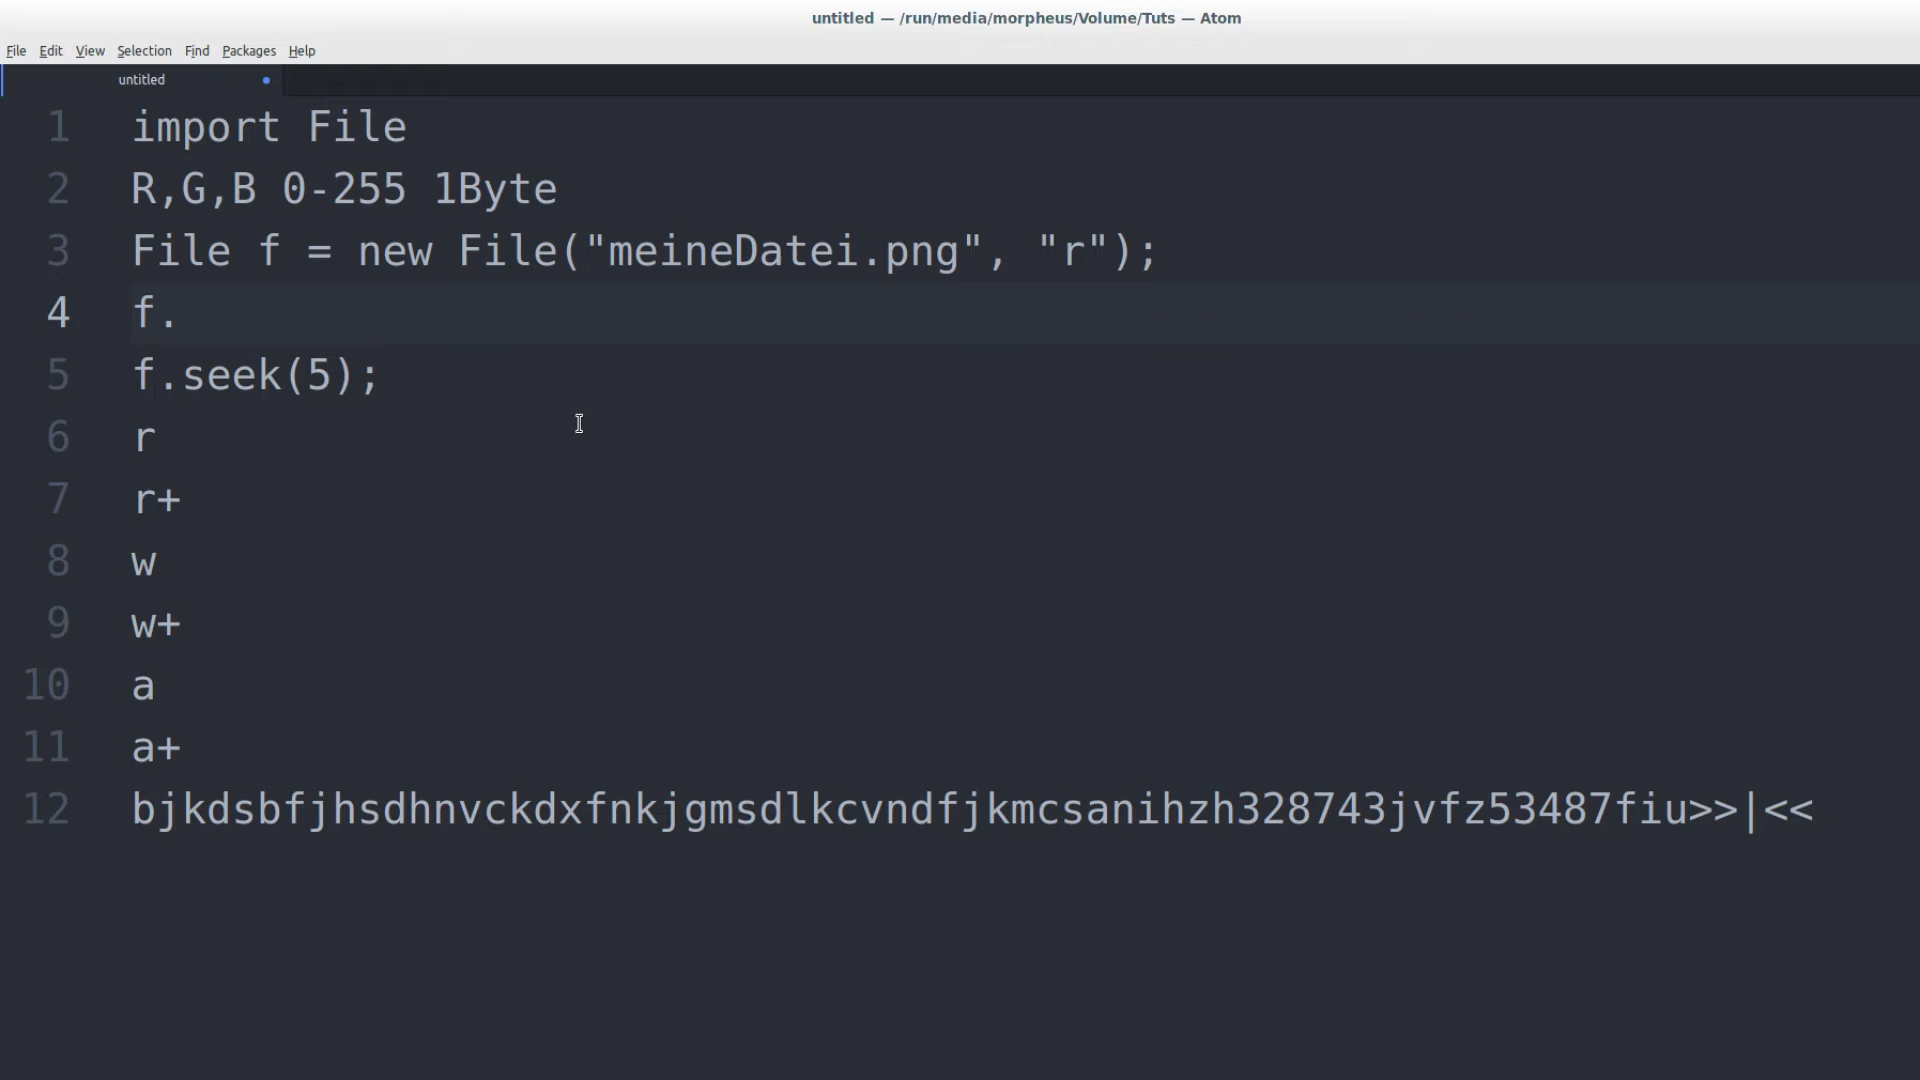 untitled — /run/media/morpheus/Volume/Tuts — Atom
File Edit View Selection Find Packages Help
untitled
1 import File
2 R,G,B 0-255 1Byte
3 File f = new File("meineDatei.png", "r");
4 f.
5 f.seek(5);
6 r
7 r+
8 w
9 w+
10 a
11 a+
12 bjkdsbfjhsdhnvckdxfnkjgmsdlkcvndfjkmcsanihzh328743jvfz53487fiu>>|<<